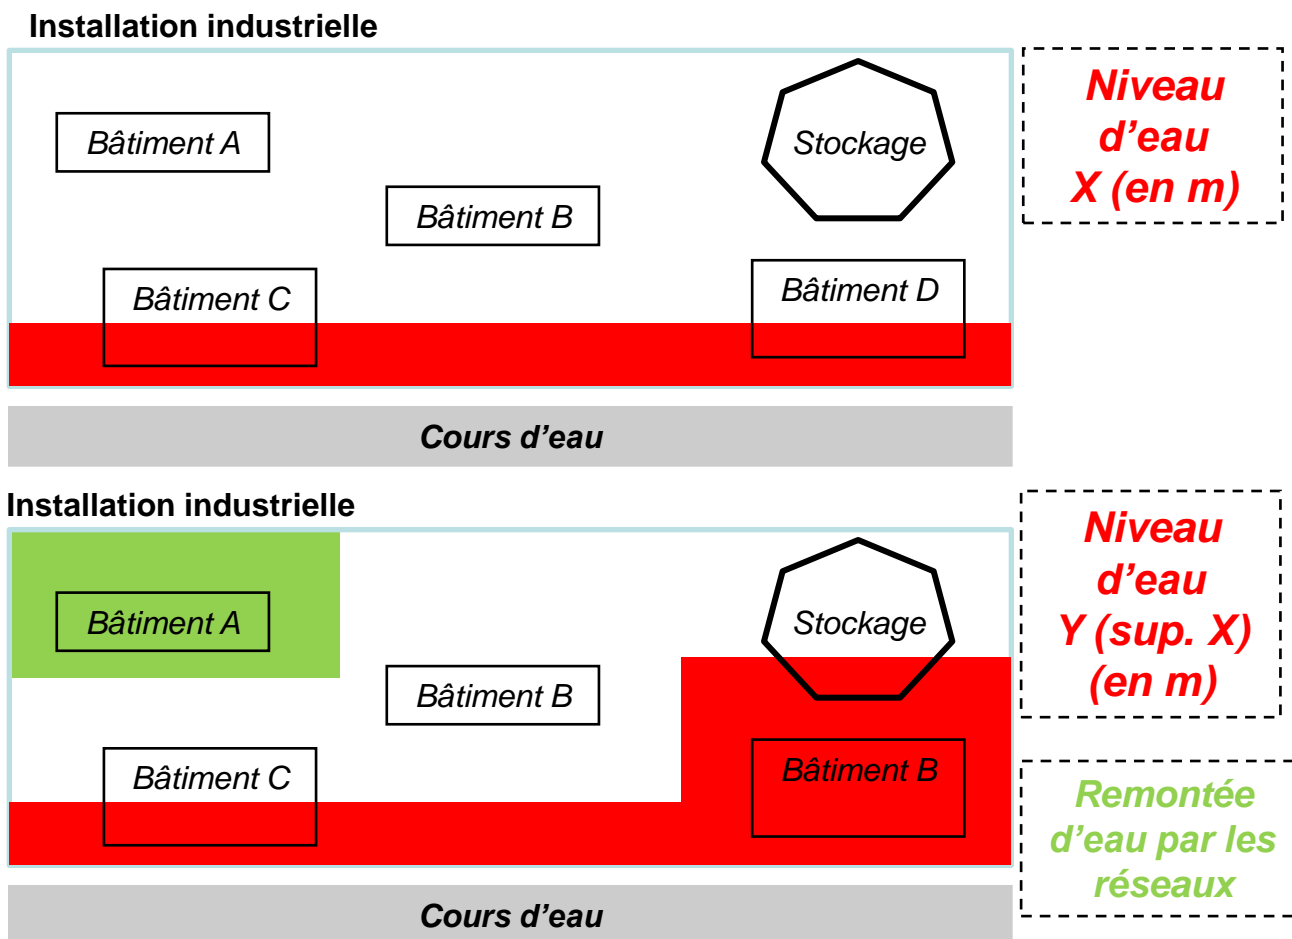 Installation industrielle
Niveau
d'eau
X (en m)
Bâtiment A
Stockage
Bâtiment B
Bâtiment C
Bâtiment D
Cours d'eau
Installation industrielle
Niveau
d'eau
Y (sup. X)
(en m)
Bâtiment A
Stockage
Bâtiment B
Bâtiment C
Bâtiment B
Remontée
d'eau par les
réseaux
Cours d'eau